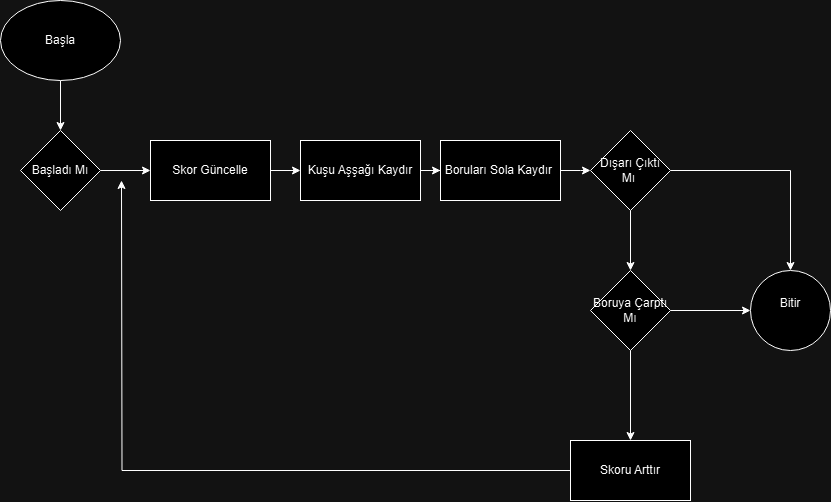 Başla
Başladı Mı
Skor Güncelle
Kuşu Aşşağı Kaydır
Boruları Sola Kaydır
Dışarı Çıktı
Mı
Boruya Çarptı
Mı
Bitir
Skoru Arttır